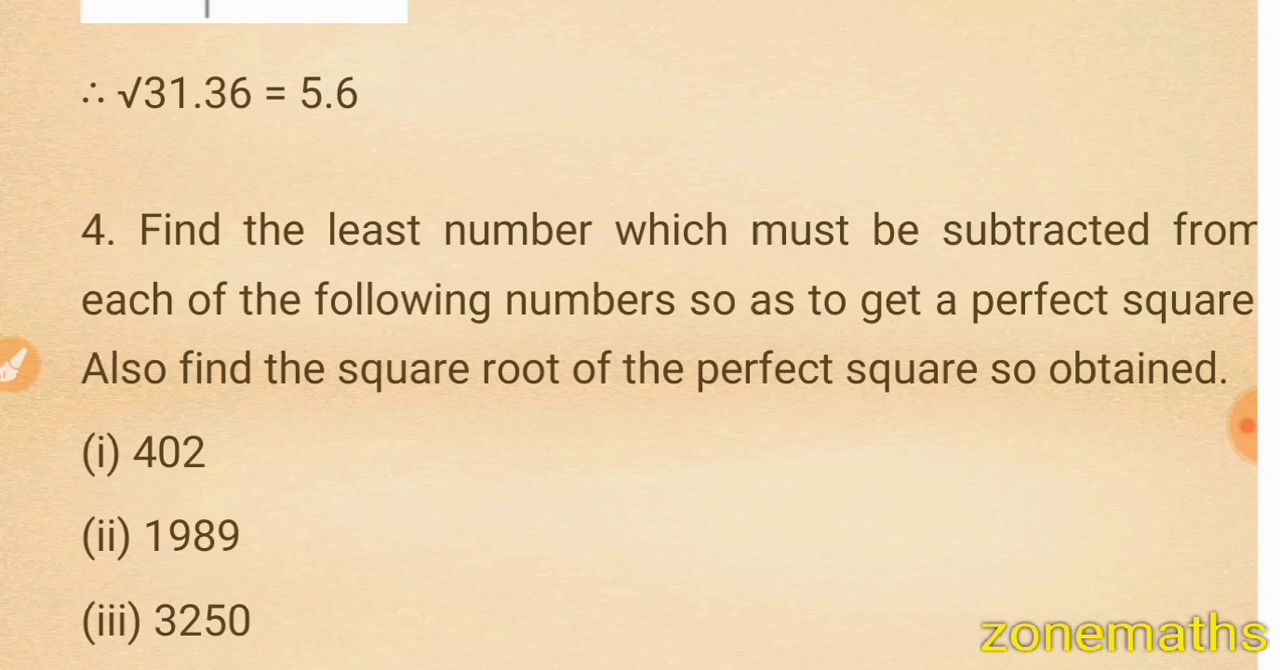 ∴ √31.36 = 5.6
4. Find the least number which must be subtracted from
each of the following numbers so as to get a perfect square
Also find the square root of the perfect square so obtained.
(i) 402
(ii) 1989
(iii) 3250
zonemaths